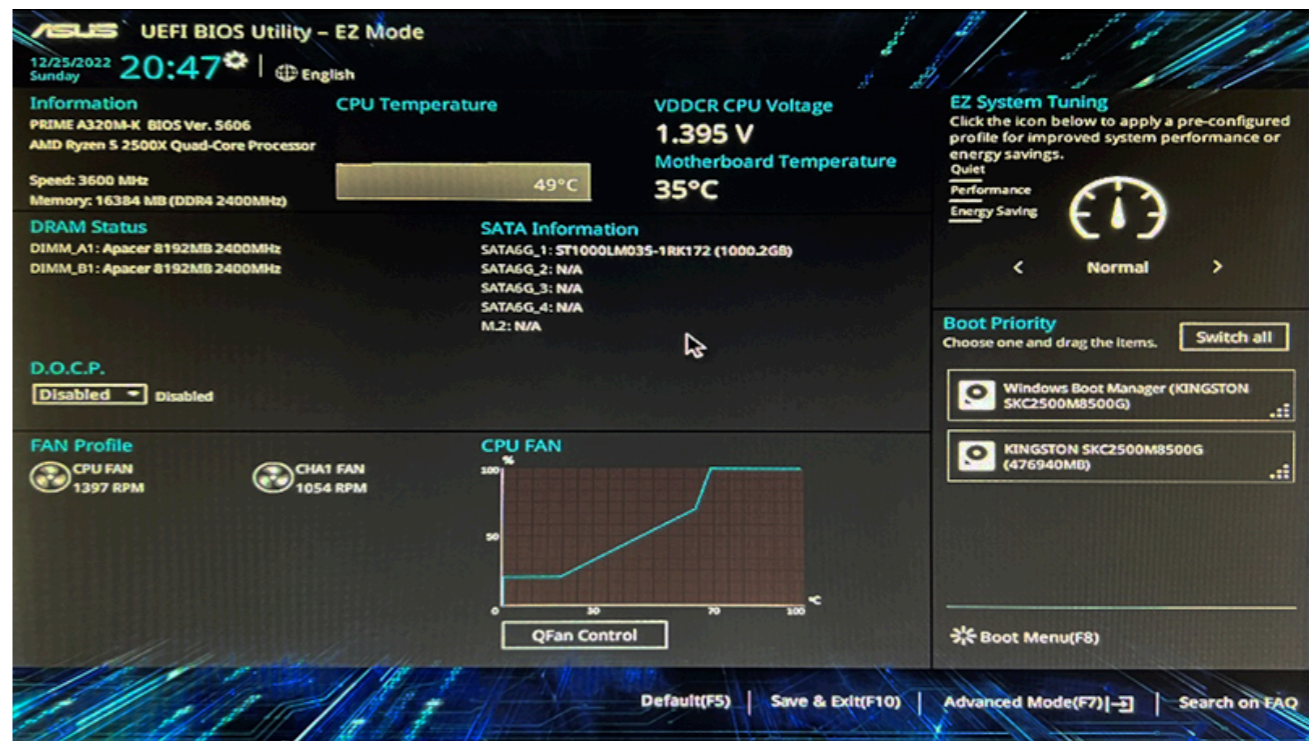 ASUS UEFI BIOS Utility – EZ Mode
12/25/2022
Sunday
20:47
English
Information
PRIME A320M-K BIOS Ver. 5606
AMD Ryzen 5 2500X Quad-Core Processor
Speed: 3600 MHz
Memory: 16384 MB (DDR4 2400MHz)
CPU Temperature
49°C
VDDCR CPU Voltage
1.395 V
Motherboard Temperature
35°C
EZ System Tuning
Click the icon below to apply a pre-configured
profile for improved system performance or
energy savings.
Quiet
Performance
Energy Saving
< Normal >
DRAM Status
DIMM_A1: Apacer 8192MB 2400MHz
DIMM_B1: Apacer 8192MB 2400MHz
SATA Information
SATA6G_1: ST1000LM035-1RK172 (1000.2GB)
SATA6G_2: N/A
SATA6G_3: N/A
SATA6G_4: N/A
M.2: N/A
D.O.C.P.
Disabled Disabled
Boot Priority
Choose one and drag the items.
Switch all
Windows Boot Manager (KINGSTON
SKC2500M8500G)
KINGSTON SKC2500M8500G
(476940MB)
FAN Profile
CPU FAN
1397 RPM
CHA1 FAN
1054 RPM
CPU FAN
%
100
50
0 30 70 100
°C
QFan Control
Boot Menu(F8)
Default(F5) | Save & Exit(F10) | Advanced Mode(F7) | Search on FAQ